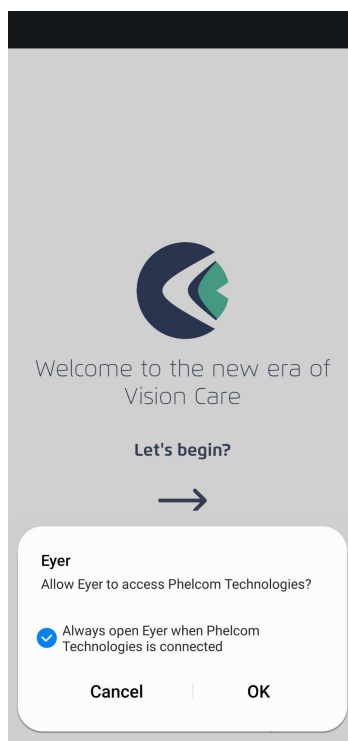 Welcome to the new era of
Vision Care
Let's begin?
Eyer
Allow Eyer to access Phelcom Technologies?
Always open Eyer when Phelcom
Technologies is connected
Cancel
OK